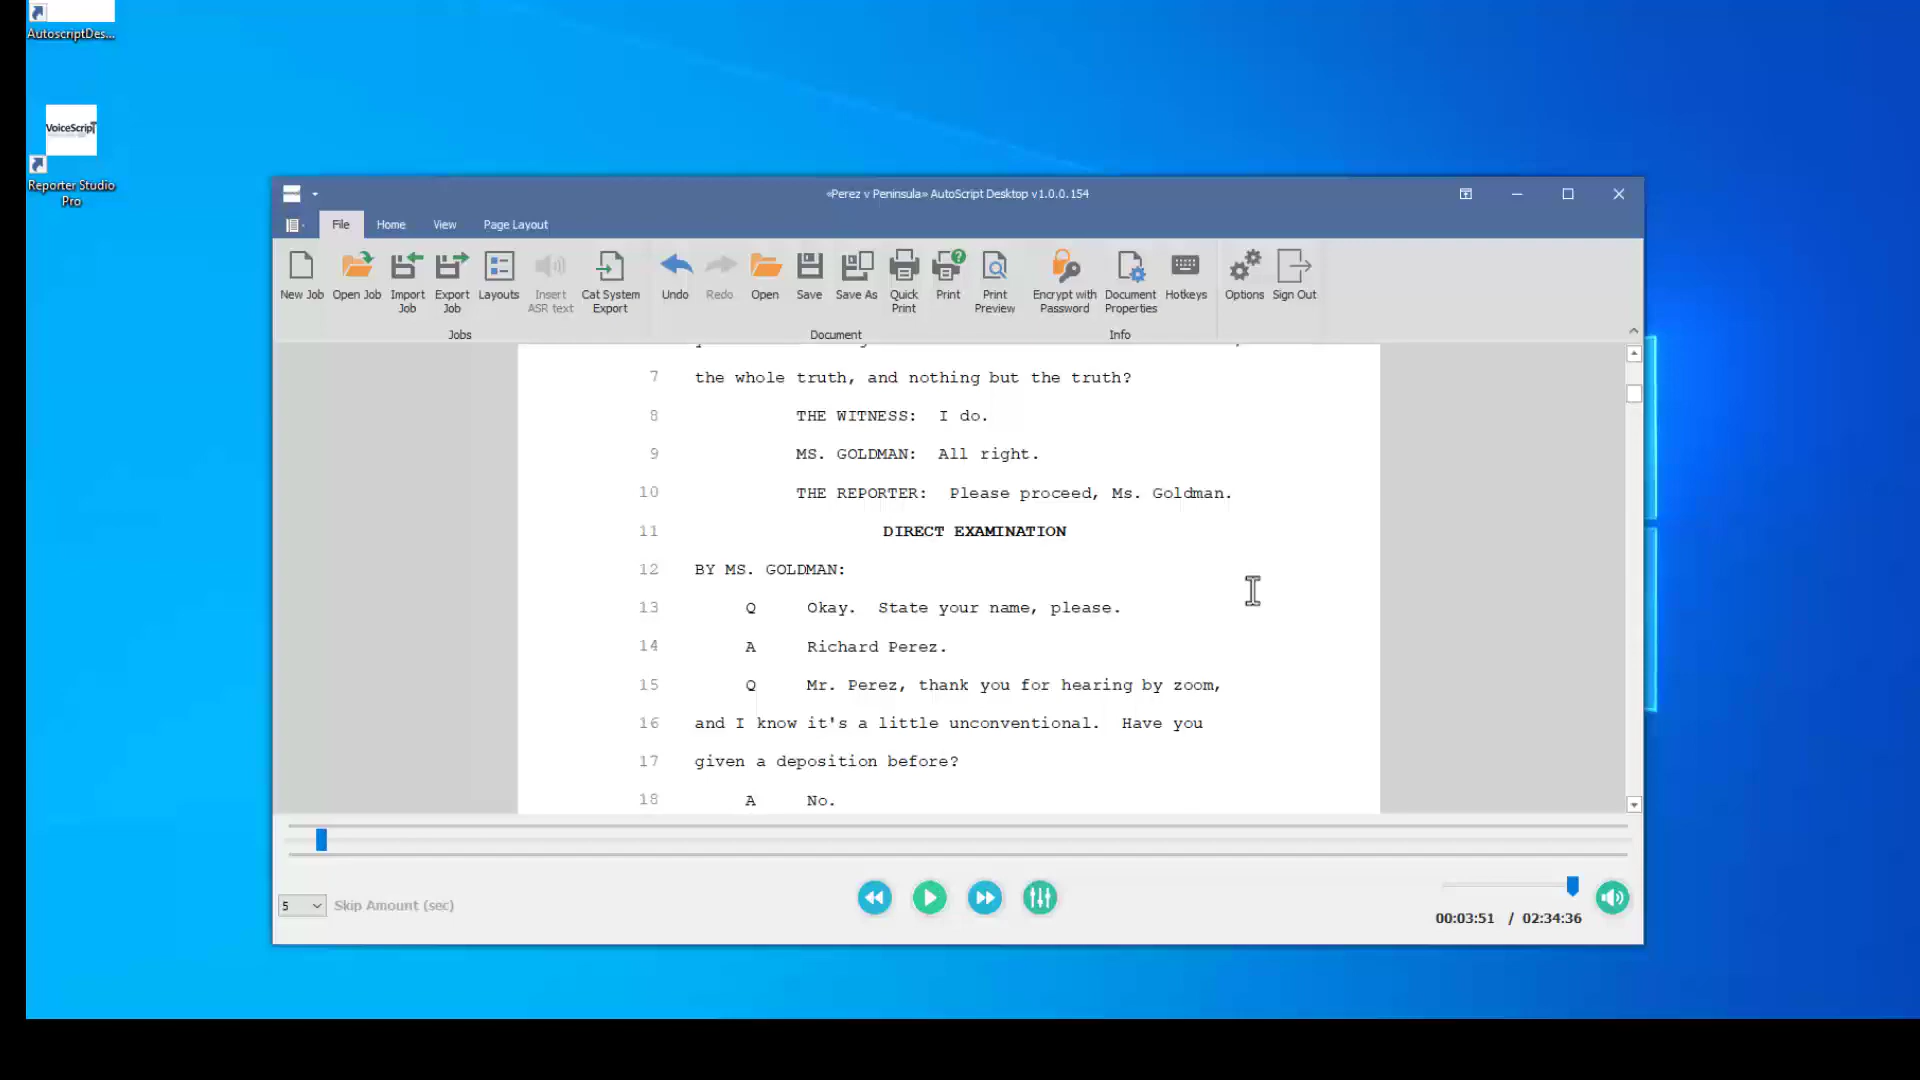 AutoscriptDes...
VoiceScript
Reporter Studio
Pro
«Perez v Peninsula» AutoScript Desktop v1.0.0.154
File Home View Page Layout
New Job Open Job Import Job Export Job Layouts Insert ASR text Cat System Export Undo Redo Open Save Save As Quick Print Print Print Preview Encrypt with Password Document Properties Hotkeys Options Sign Out
Jobs Document Info
7 the whole truth, and nothing but the truth?
8 THE WITNESS: I do.
9 MS. GOLDMAN: All right.
10 THE REPORTER: Please proceed, Ms. Goldman.
11 DIRECT EXAMINATION
12 BY MS. GOLDMAN:
13 Q Okay. State your name, please.
14 A Richard Perez.
15 Q Mr. Perez, thank you for hearing by zoom,
16 and I know it's a little unconventional. Have you
17 given a deposition before?
18 A No.
5 Skip Amount (sec)
00:03:51 / 02:34:36